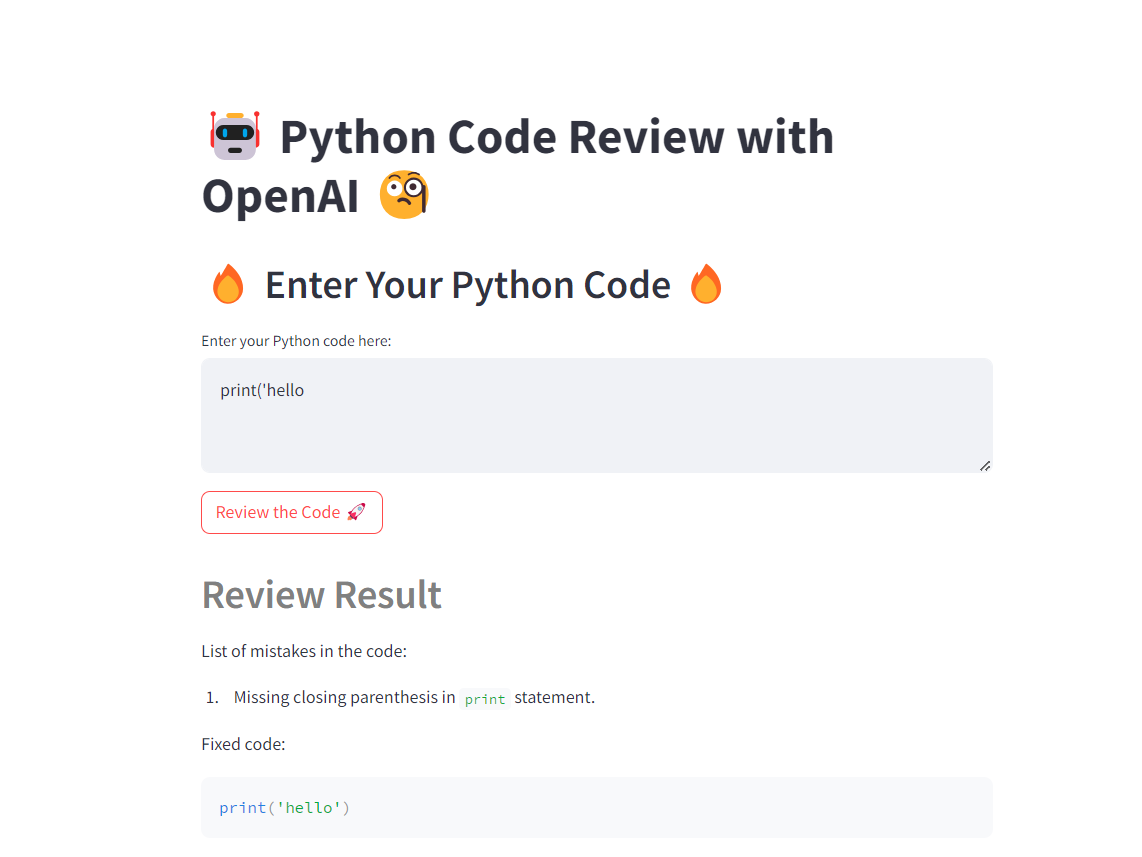 🤖 Python Code Review with
OpenAI 🧐
🔥 Enter Your Python Code 🔥
Enter your Python code here:
print('hello
Review the Code 🚀
Review Result
List of mistakes in the code:
1. Missing closing parenthesis in print statement.
Fixed code:
print('hello')